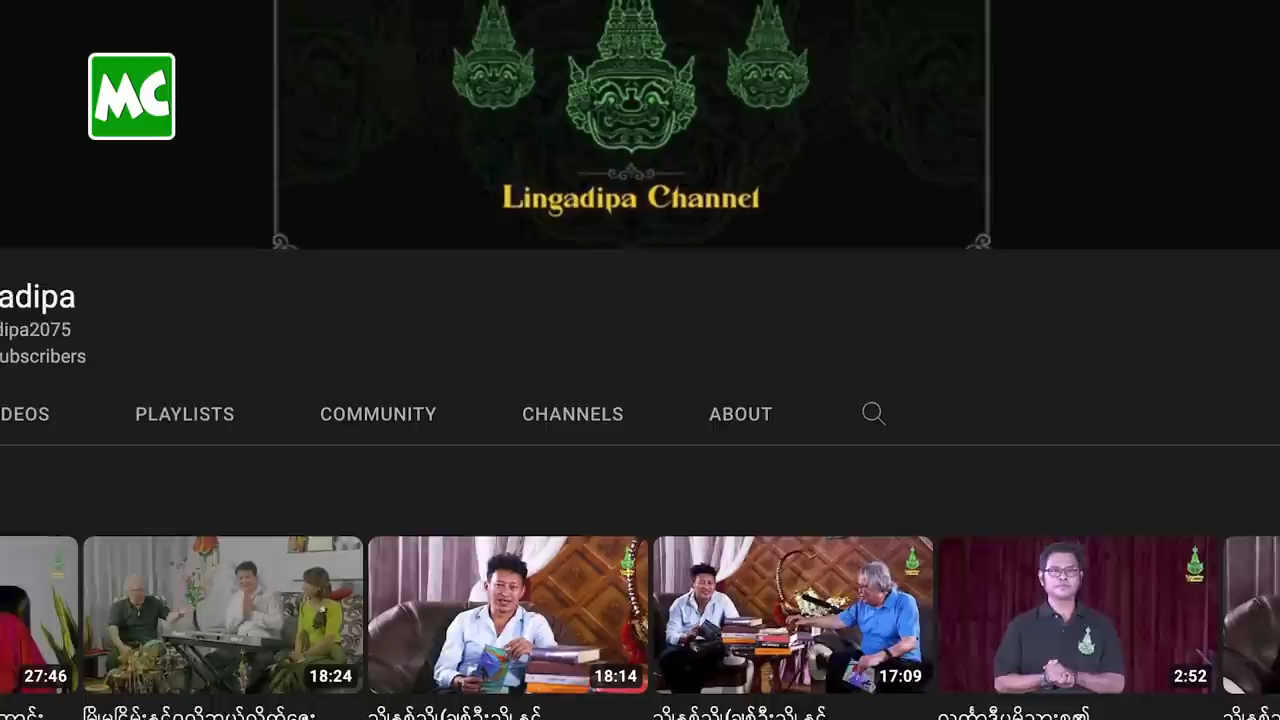 MC
Lingadipa Channel
adipa
dipa2075
ubscribers
DEOS
PLAYLISTS
COMMUNITY
CHANNELS
ABOUT
27:46
18:24
18:14
17:09
2:52